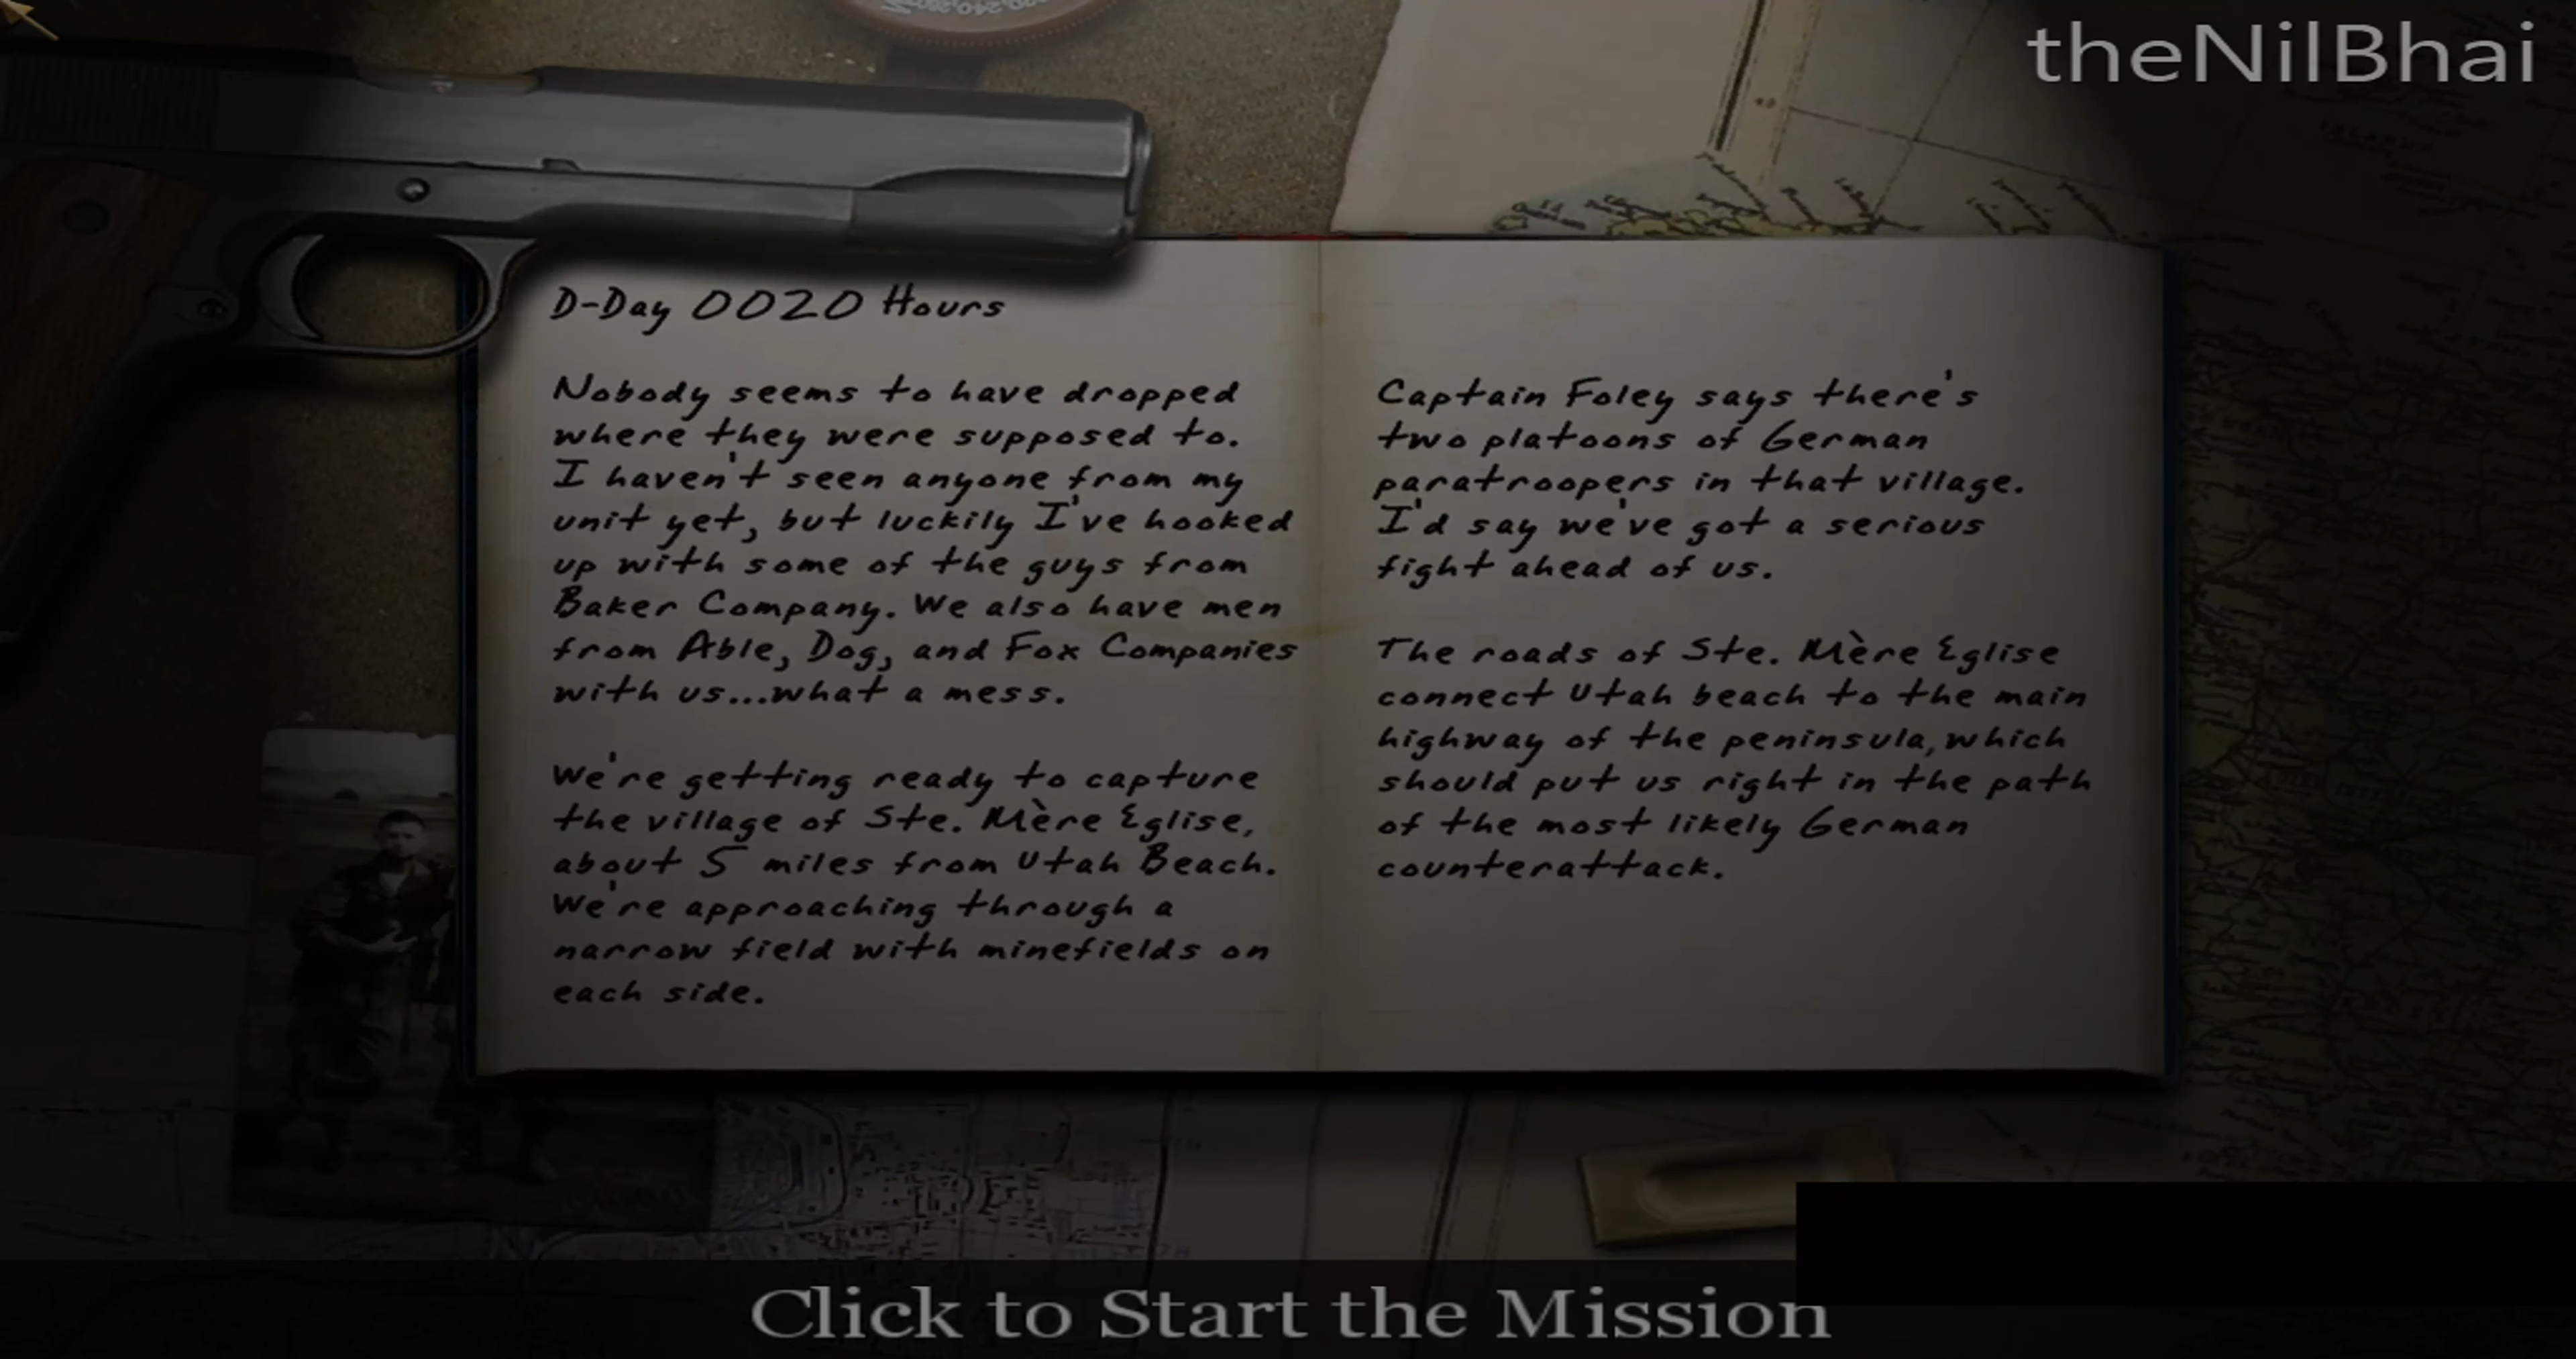 theNilBhai
D-Day 0020 Hours
Nobody seems to have dropped
where they were supposed to.
I haven't seen anyone from my
unit yet, but luckily I've hooked
up with some of the guys from
Baker Company. We also have men
from Able, Dog, and Fox Companies
with us...what a mess.
We're getting ready to capture
the village of Ste. Mère Eglise,
about 5 miles from Utah Beach.
We're approaching through a
narrow field with minefields on
each side.
Captain Foley says there's
two platoons of German
paratroopers in that village.
I'd say we've got a serious
fight ahead of us.
The roads of Ste. Mère Eglise
connect Utah beach to the main
highway of the peninsula, which
should put us right in the path
of the most likely German
counterattack.
Click to Start the Mission